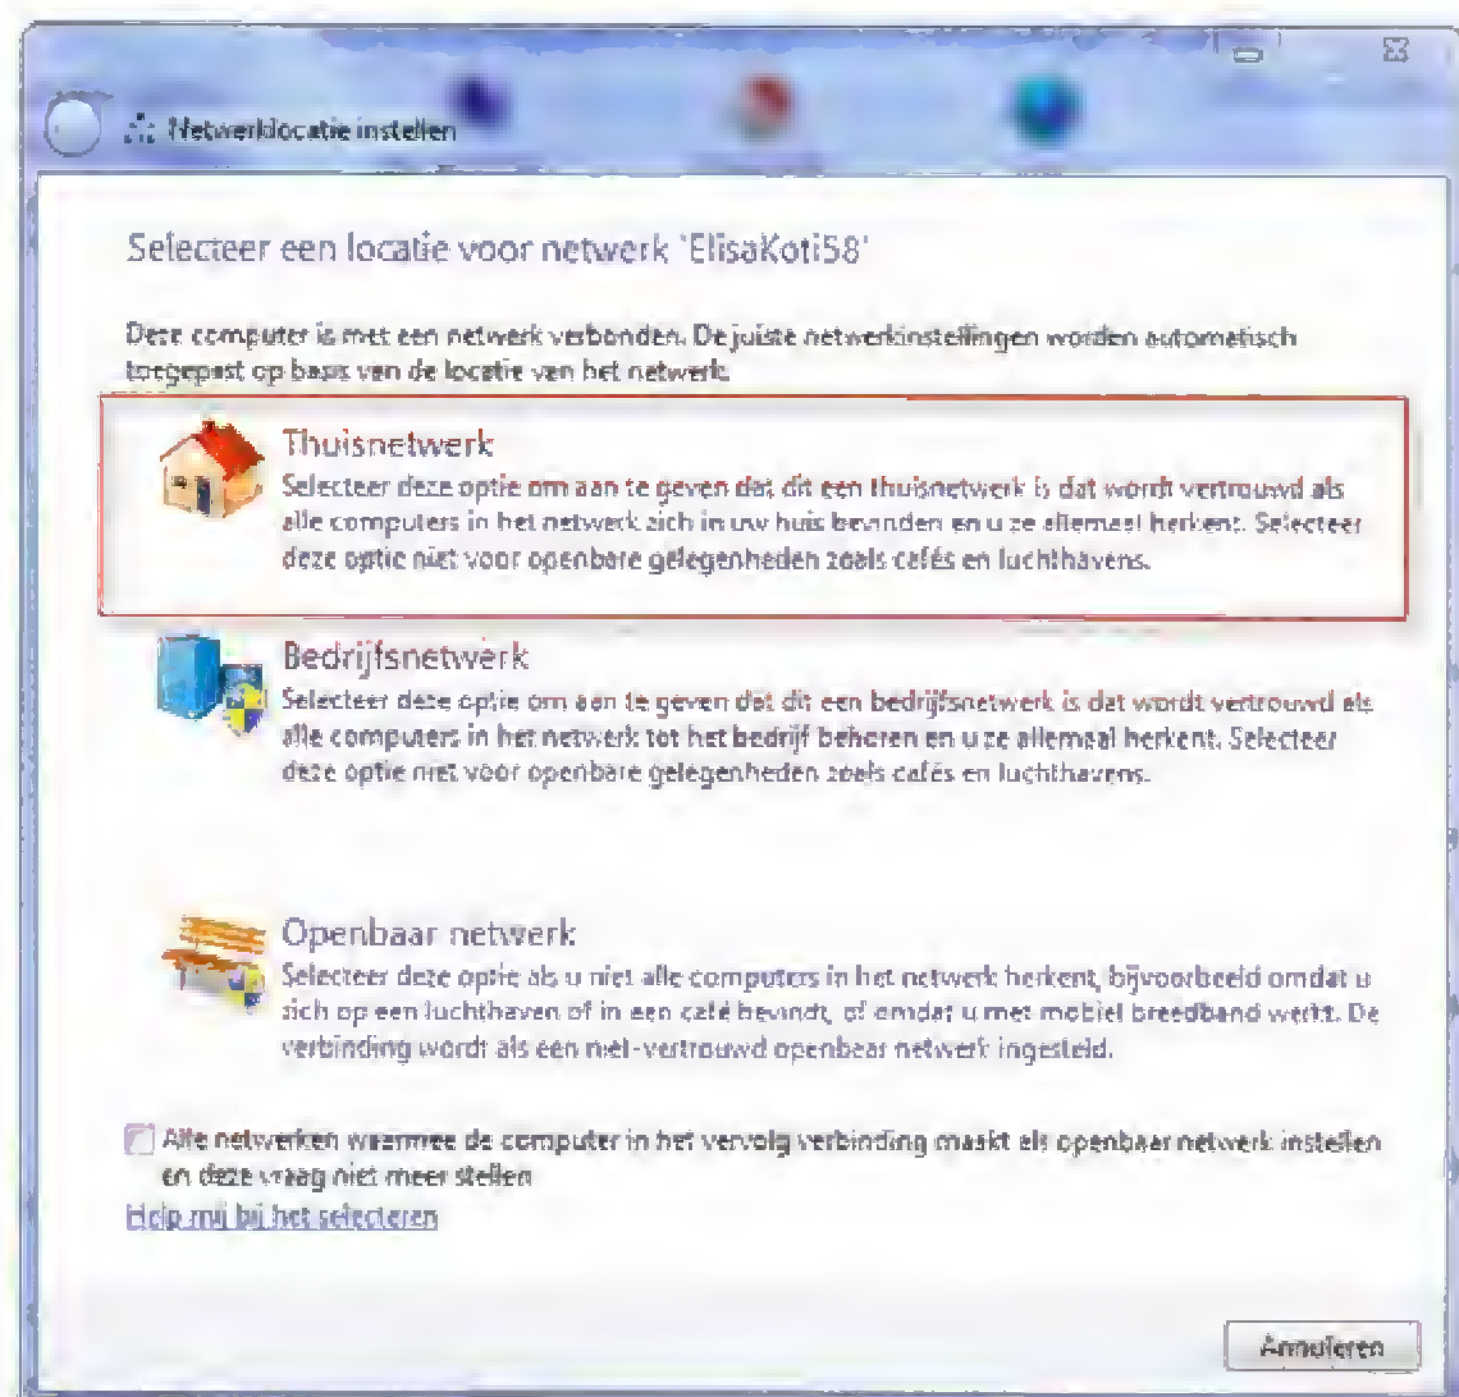 Netwerklocatie instellen
Selecteer een locatie voor netwerk 'ElisaKoti58'
Deze computer is met een netwerk verbonden. De juiste netwerkinstellingen worden automatisch
toegepast op basis van de locatie van het netwerk.
Thuisnetwerk
Selecteer deze optie om aan te geven dat dit een thuisnetwerk is dat wordt vertrouwd als
alle computers in het netwerk zich in uw huis bevinden en u ze allemaal herkent. Selecteer
deze optie niet voor openbare gelegenheden zoals cafés en luchthavens.
Bedrijfsnetwerk
Selecteer deze optie om aan te geven dat dit een bedrijfsnetwerk is dat wordt vertrouwd als
alle computers in het netwerk tot het bedrijf behoren en u ze allemaal herkent. Selecteer
deze optie niet voor openbare gelegenheden zoals cafés en luchthavens.
Openbaar netwerk
Selecteer deze optie als u niet alle computers in het netwerk herkent, bijvoorbeeld omdat u
zich op een luchthaven of in een café bevindt, of omdat u met mobiel breedband werkt. De
verbinding wordt als een niet-vertrouwd openbaar netwerk ingesteld.
Alle netwerken waarmee de computer in het vervolg verbinding maakt als openbaar netwerk instellen
en deze vraag niet meer stellen
Help mij bij het selecteren
Annuleren